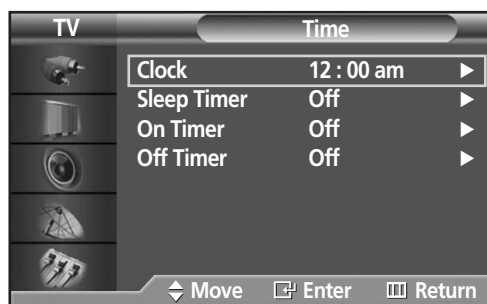 TV Time
Clock 12 : 00 am
Sleep Timer Off
On Timer Off
Off Timer Off
Move Enter Return